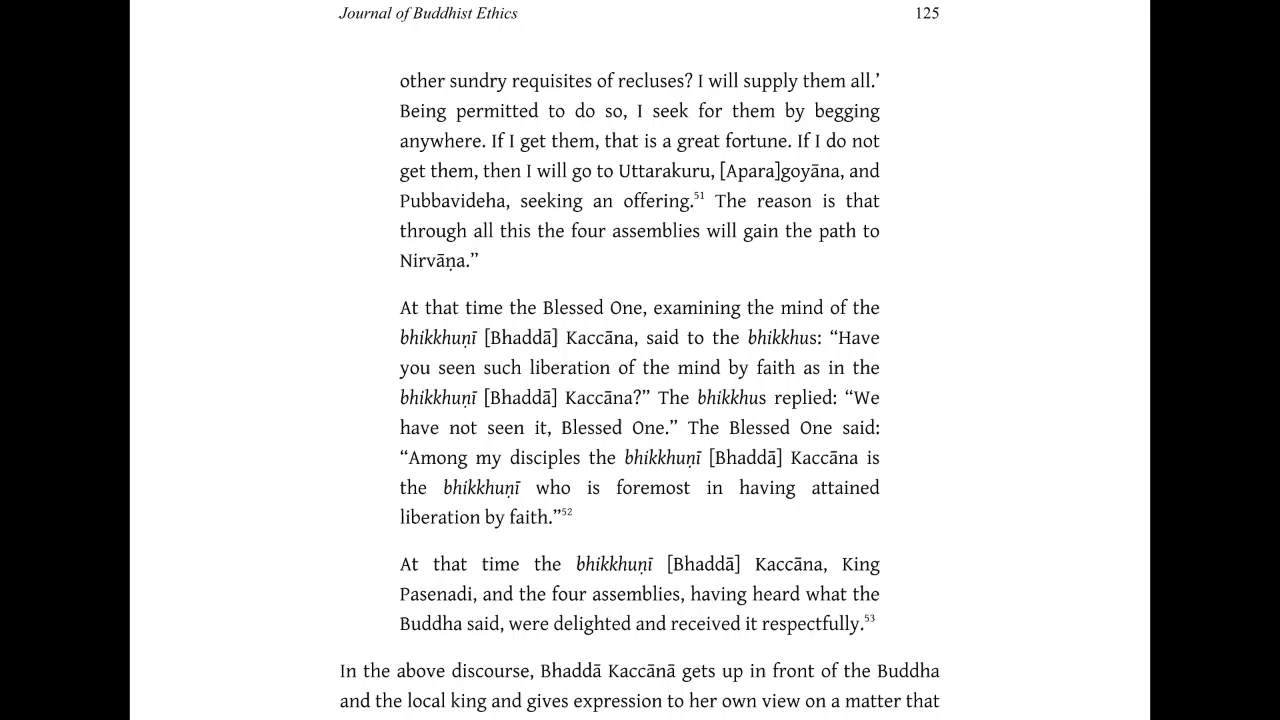 Journal of Buddhist Ethics 125
other sundry requisites of recluses? I will supply them all.’
Being permitted to do so, I seek for them by begging
anywhere. If I get them, that is a great fortune. If I do not
get them, then I will go to Uttarakuru, [Apara]goyāna, and
Pubbavideha, seeking an offering.⁵¹ The reason is that
through all this the four assemblies will gain the path to
Nirvāṇa.”
At that time the Blessed One, examining the mind of the
bhikkhuṇī [Bhaddā] Kaccāna, said to the bhikkhus: “Have
you seen such liberation of the mind by faith as in the
bhikkhuṇī [Bhaddā] Kaccāna?” The bhikkhus replied: “We
have not seen it, Blessed One.” The Blessed One said:
“Among my disciples the bhikkhuṇī [Bhaddā] Kaccāna is
the bhikkhuṇī who is foremost in having attained
liberation by faith.”⁵²
At that time the bhikkhuṇī [Bhaddā] Kaccāna, King
Pasenadi, and the four assemblies, having heard what the
Buddha said, were delighted and received it respectfully.⁵³
In the above discourse, Bhaddā Kaccānā gets up in front of the Buddha
and the local king and gives expression to her own view on a matter that